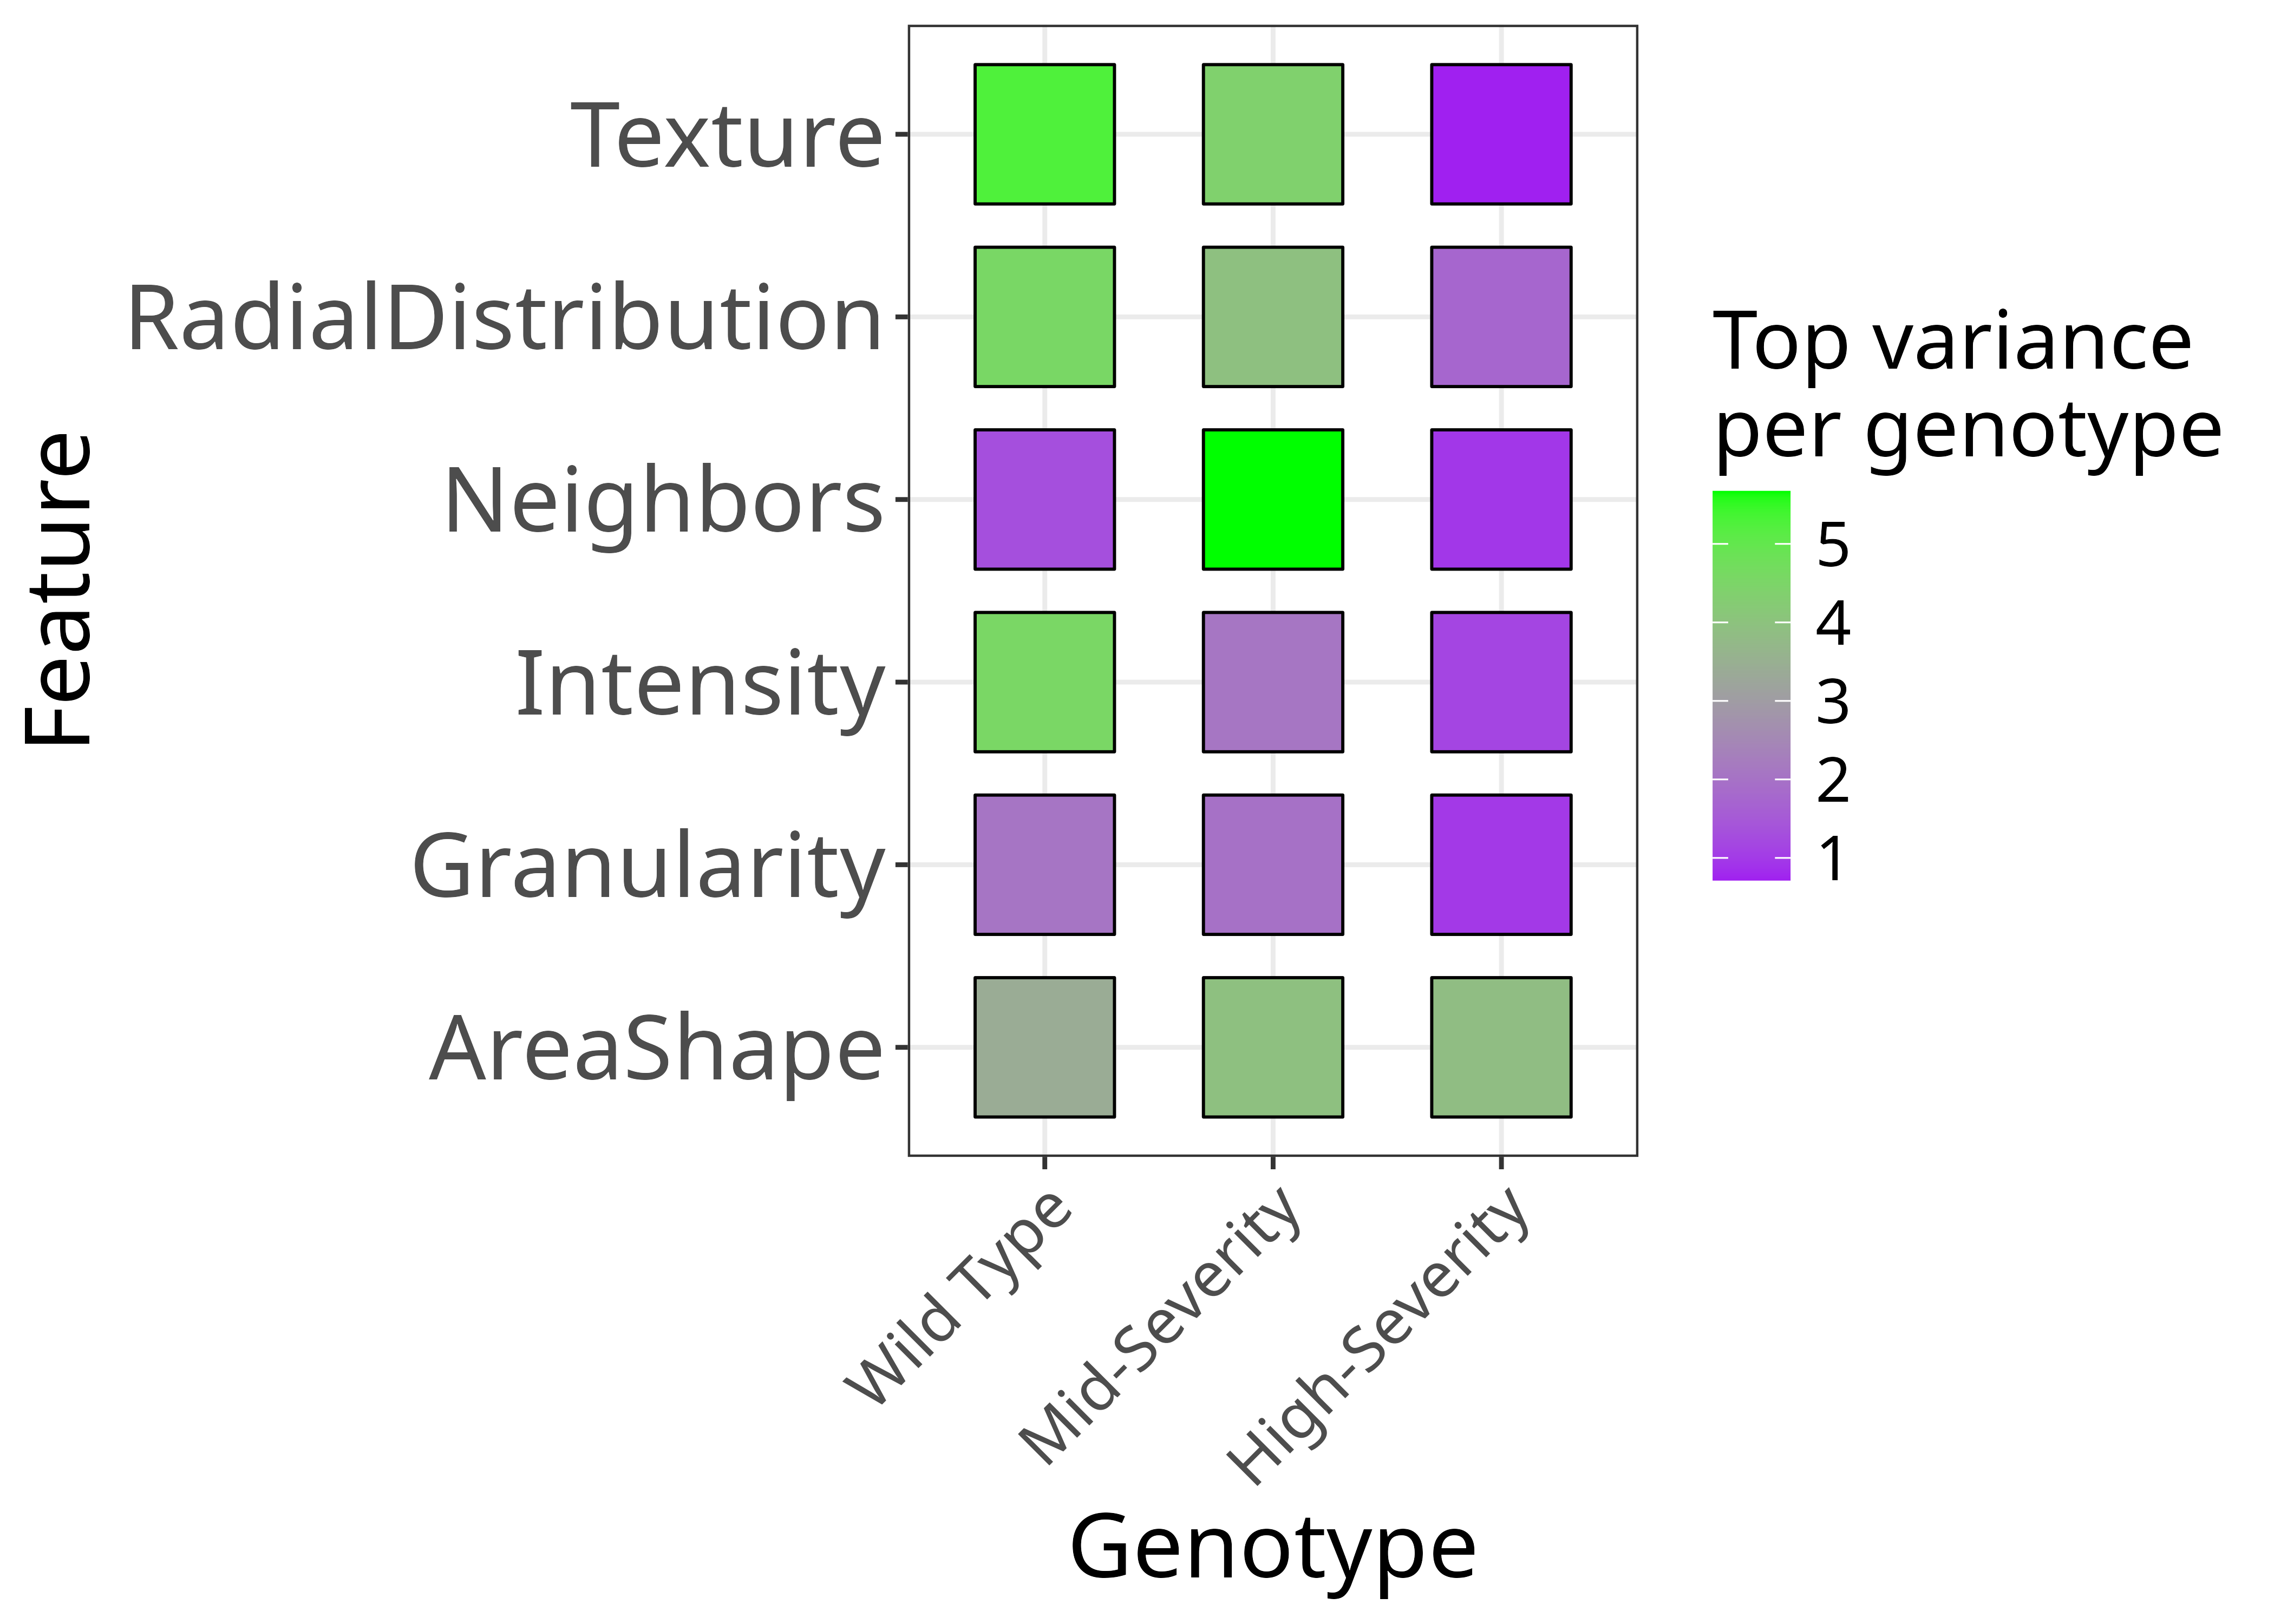 Feature
Texture
RadialDistribution
Neighbors
Intensity
Granularity
AreaShape
Wild Type
Mid-Severity
High-Severity
Genotype
Top variance
per genotype
5
4
3
2
1